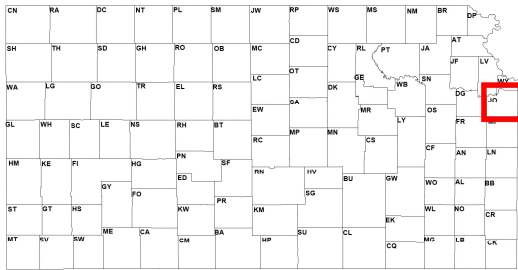 CN RA DC NT PL SM JW RP WS MS NM BR DP
AT
CD
SH TH SD GH RO OB MC CY RL PT JA
JF LV
OT
LC GE SN WY
WA LG GO TR EL RS DK WB
DG JO
SA
EW MR OS
LY FR
GL WH SC LE NS RH BT
MP MN
RC CS
CF
AN LN
PN
HM KE FI HG SF
RN HV
ED BU GW
GY WO AL BB
FO SG
PR
ST GT HS KW KM WL NO
CR
EK
ME CA BA SU CL
MT SV SW CM HP CQ MG LB CK